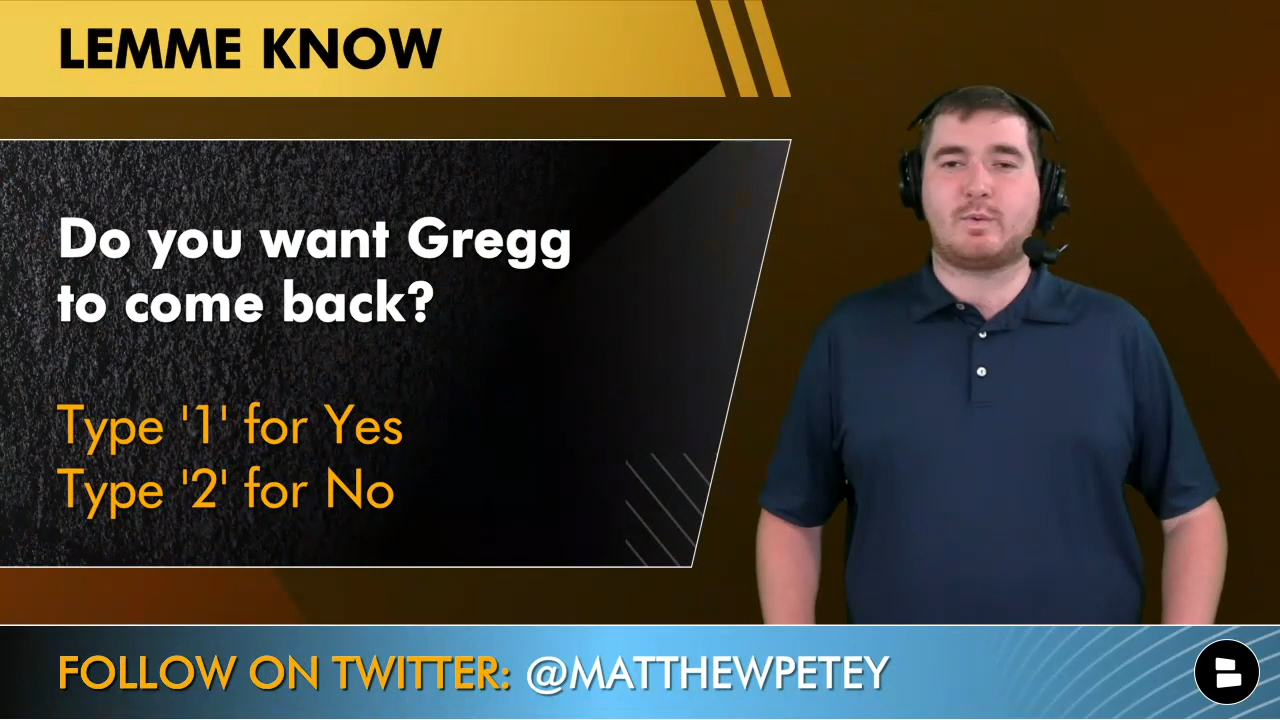 LEMME KNOW
Do you want Gregg
to come back?
Type '1' for Yes
Type '2' for No
FOLLOW ON TWITTER: @MATTHEWPETEY